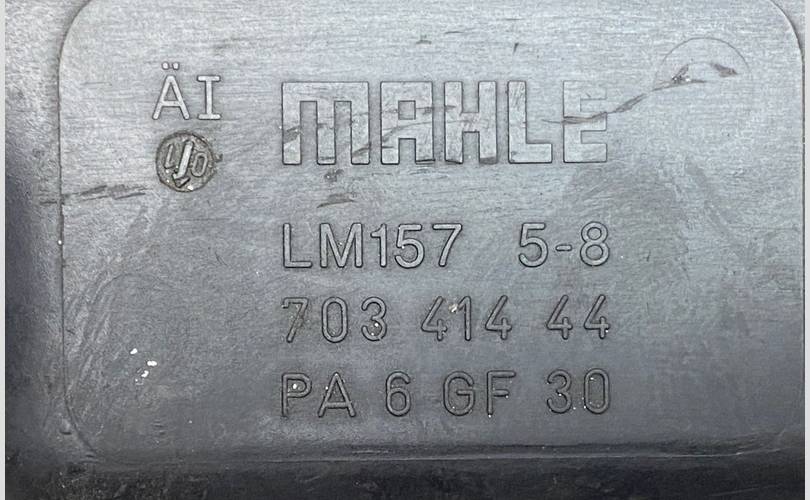 ÄI
MAHLE
LM157 5-8
703 414 44
PA 6 GF 30